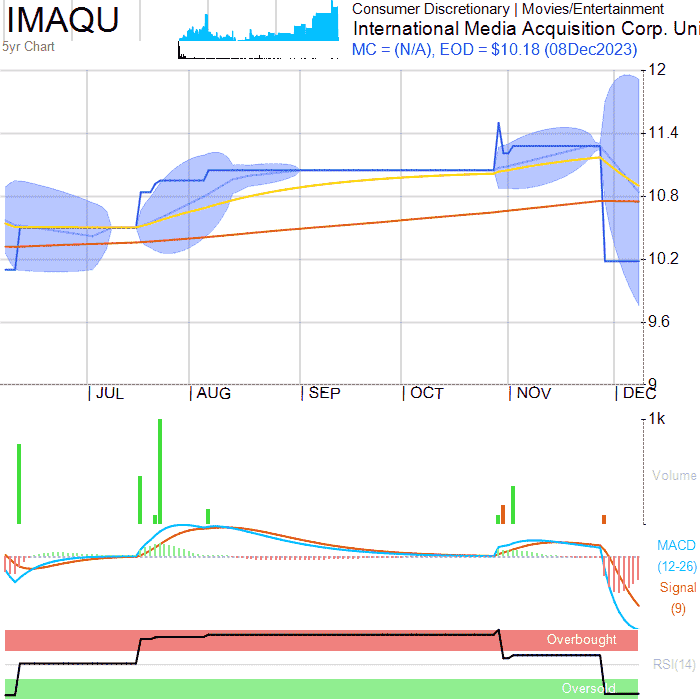 IMAQU
5yr Chart
Consumer Discretionary | Movies/Entertainment
International Media Acquisition Corp. Uni
MC = (N/A), EOD = $10.18 (08Dec2023)
12
11.4
10.8
10.2
9.6
9
JUL AUG SEP OCT NOV DEC
1k
Volume
MACD
(12-26)
Signal
(9)
Overbought
RSI(14)
Oversold